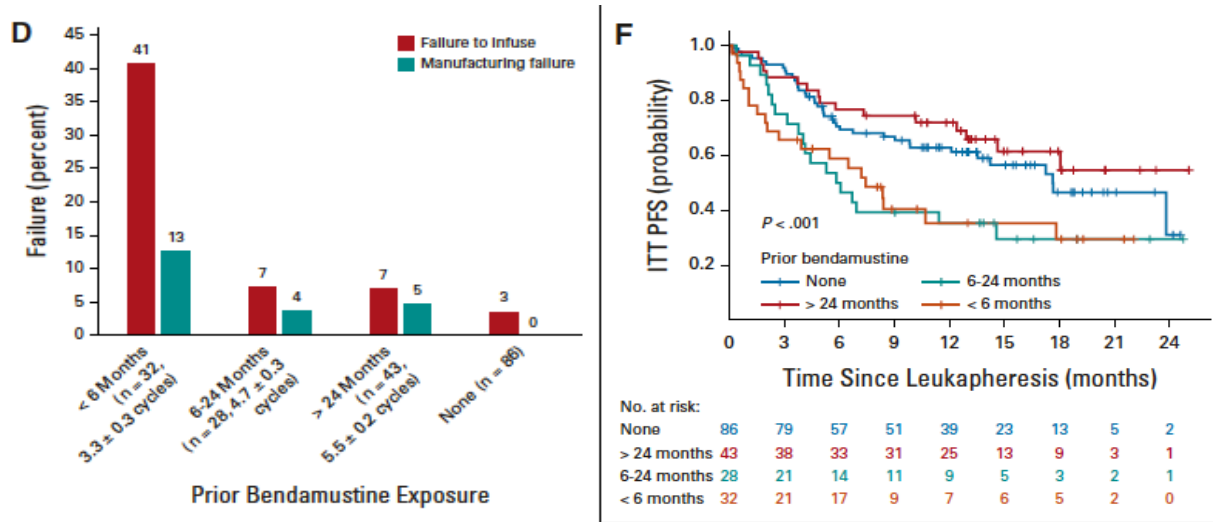 D
Failure (percent)
45
40
35
30
25
20
15
10
5
0
Failure to infuse
Manufacturing failure
41
13
7
4
7
5
3
0
< 6 Months
(n = 32,
3.3 ± 0.3 cycles)
6-24 Months
(n = 28, 4.7 ± 0.3
cycles)
> 24 Months
(n = 43,
5.5 ± 02 cycles)
None (n = 86)
Prior Bendamustine Exposure
F
ITT PFS (probability)
1.0
0.8
0.6
0.4
0.2
P < .001
Prior bendamustine
None
6-24 months
> 24 months
< 6 months
0 3 6 9 12 15 18 21 24
Time Since Leukapheresis (months)
No. at risk:
None 86 79 57 51 39 23 13 5 2
> 24 months 43 38 33 31 25 13 9 3 1
6-24 months 28 21 14 11 9 5 3 2 1
< 6 months 32 21 17 9 7 6 5 2 0